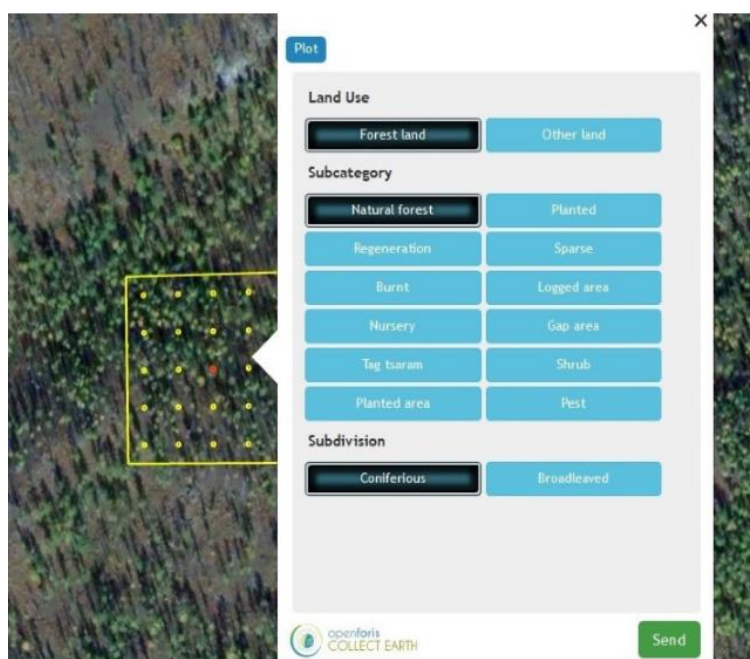 ×
Plot
Land Use
Forest land Other land
Subcategory
Natural forest Planted
Regeneration Sparse
Burnt Logged area
Nursery Gap area
Tag tsaram Shrub
Planted area Pest
Subdivision
Coniferious Broadleaved
openforis
COLLECT EARTH
Send